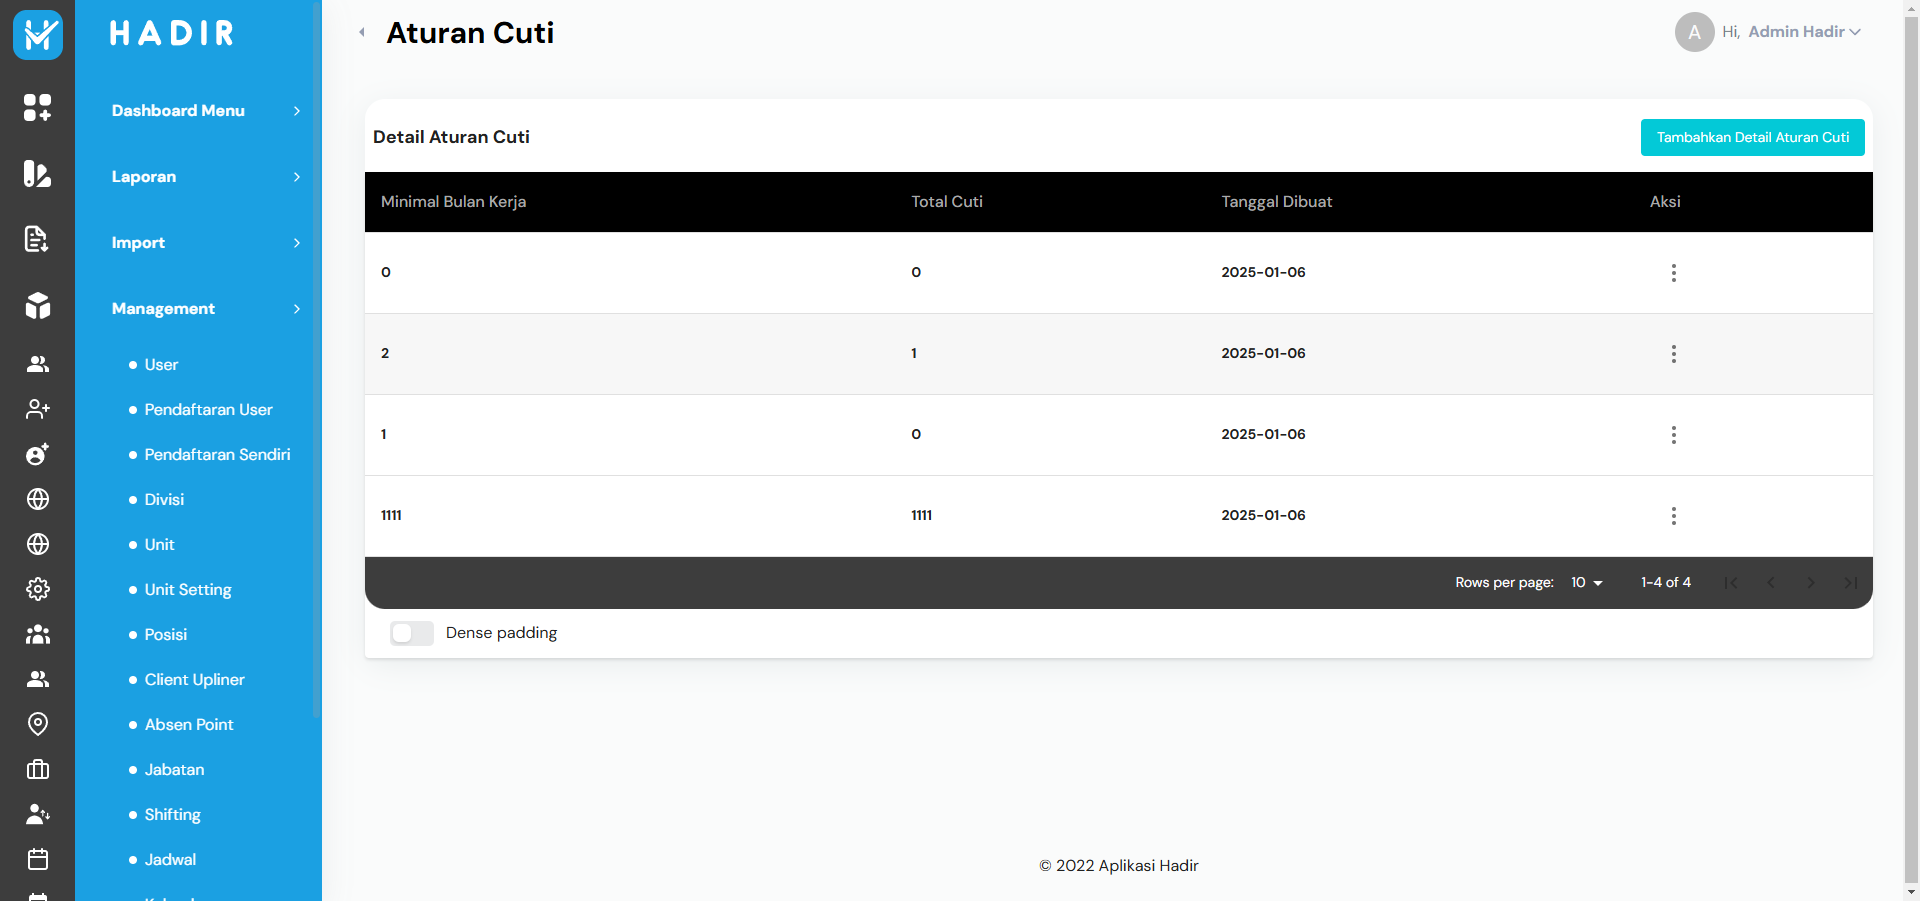 HADIR
Dashboard Menu
Laporan
Import
Management
User
Pendaftaran User
Pendaftaran Sendiri
Divisi
Unit
Unit Setting
Posisi
Client Upliner
Absen Point
Jabatan
Shifting
Jadwal
Aturan Cuti
A Hi, Admin Hadir
Detail Aturan Cuti
Tambahkan Detail Aturan Cuti
Minimal Bulan Kerja Total Cuti Tanggal Dibuat Aksi
0 0 2025-01-06
2 1 2025-01-06
1 0 2025-01-06
1111 1111 2025-01-06
Rows per page: 10 1-4 of 4
Dense padding
© 2022 Aplikasi Hadir